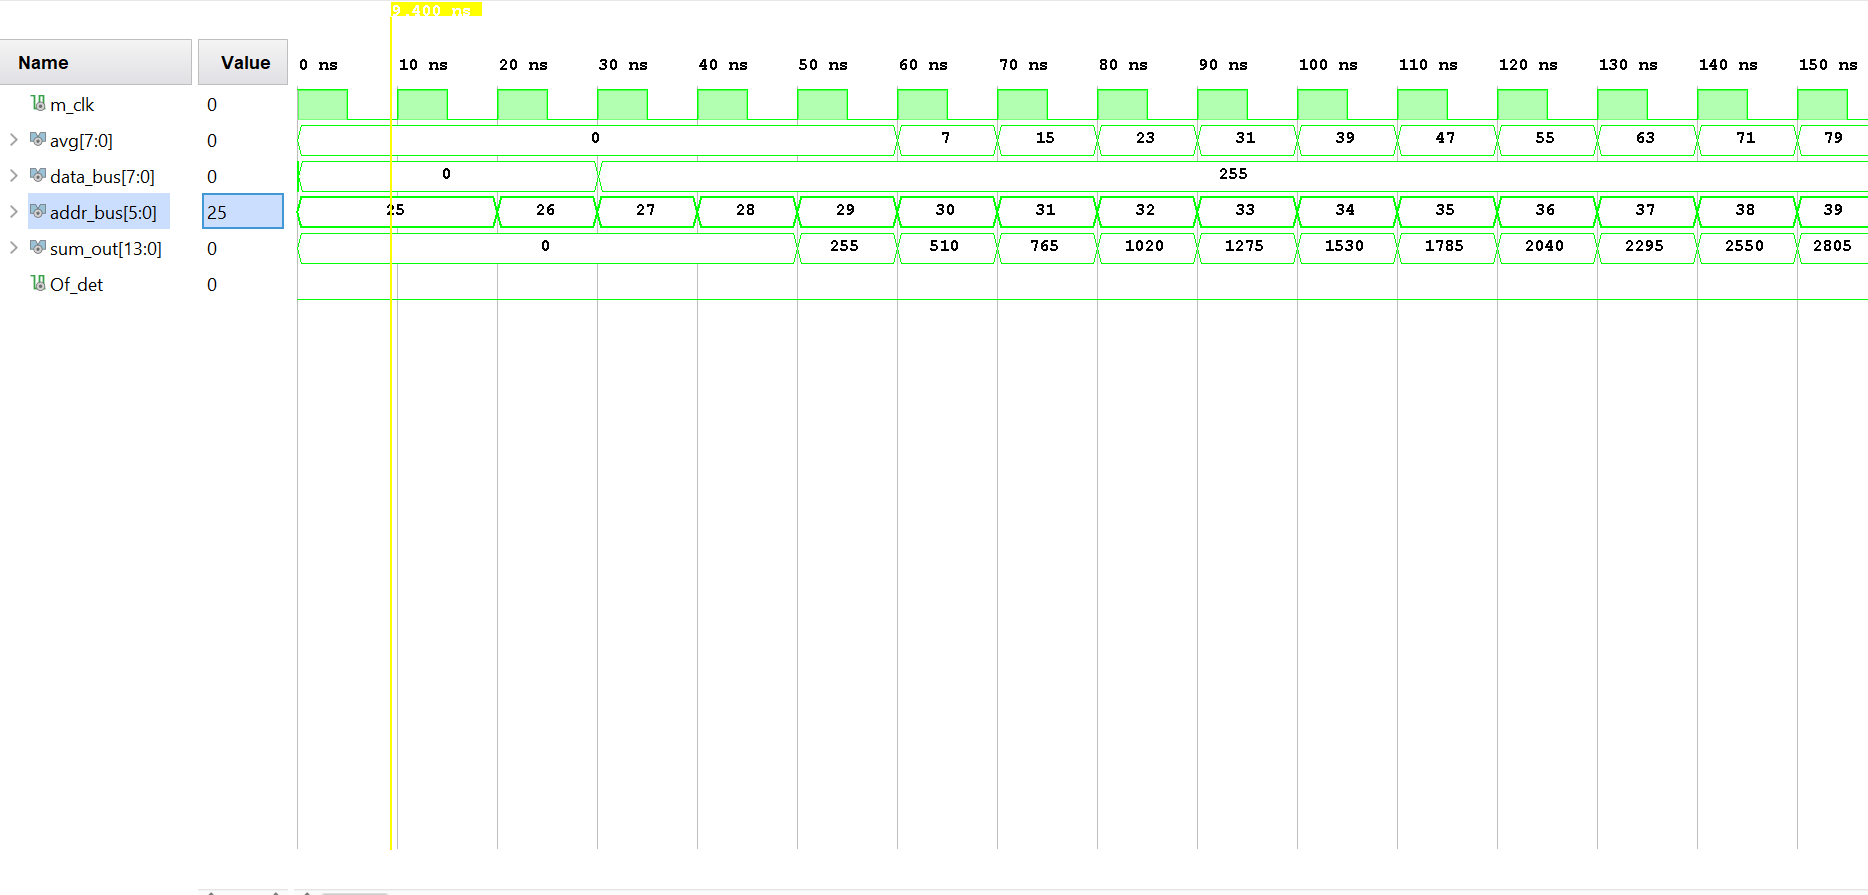 9.400 ns
Name Value 0 ns 10 ns 20 ns 30 ns 40 ns 50 ns 60 ns 70 ns 80 ns 90 ns 100 ns 110 ns 120 ns 130 ns 140 ns 150 ns
m_clk 0
avg[7:0] 0 0 7 15 23 31 39 47 55 63 71 79
data_bus[7:0] 0 0 255
addr_bus[5:0] 25 25 26 27 28 29 30 31 32 33 34 35 36 37 38 39
sum_out[13:0] 0 0 255 510 765 1020 1275 1530 1785 2040 2295 2550 2805
Of_det 0